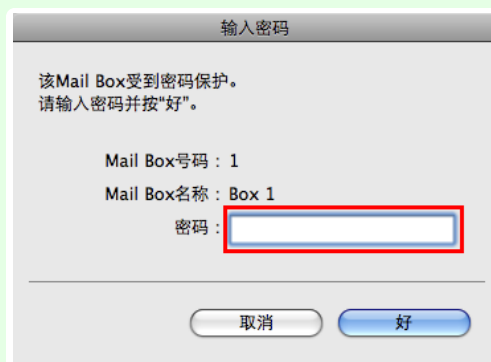 输入密码
该Mail Box受到密码保护。
请输入密码并按“好”。
Mail Box号码：1
Mail Box名称：Box 1
密码：
取消
好